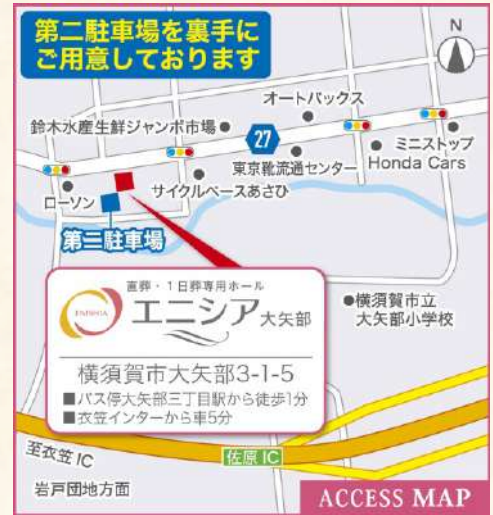 第二駐車場を裏手に
ご用意しております
N
オートバックス
鈴木水産生鮮ジャンボ市場
27
ミニストップ
東京靴流通センター
Honda Cars
ローソン
サイクルベースあさひ
第二駐車場
直葬・1日葬専用ホール
ENISHIA
エニシア 大矢部
横須賀市立
大矢部小学校
横須賀市大矢部3-1-5
■バス停大矢部三丁目駅から徒歩1分
■衣笠インターから車5分
至衣笠IC
佐原IC
岩戸団地方面
ACCESS MAP